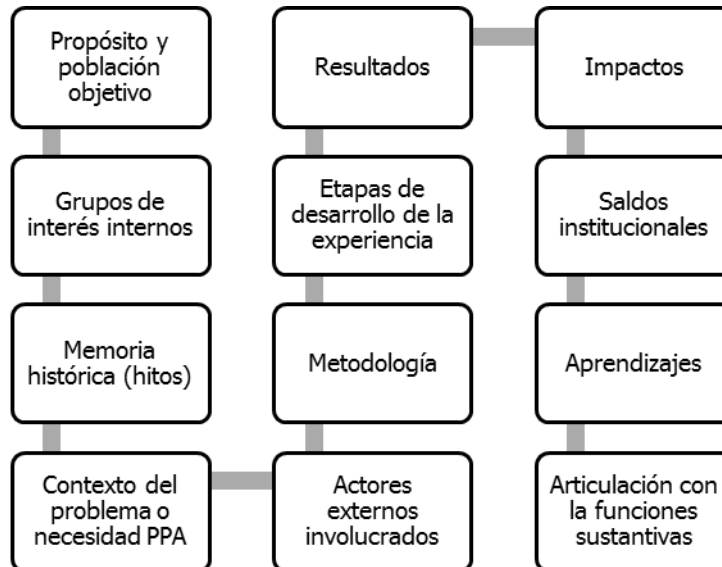 Propósito y
población
objetivo
Grupos de
interés internos
Memoria
histórica (hitos)
Contexto del
problema o
necesidad PPA
Actores
externos
involucrados
Metodología
Etapas de
desarrollo de la
experiencia
Resultados
Impactos
Saldos
institucionales
Aprendizajes
Articulación con
la funciones
sustantivas